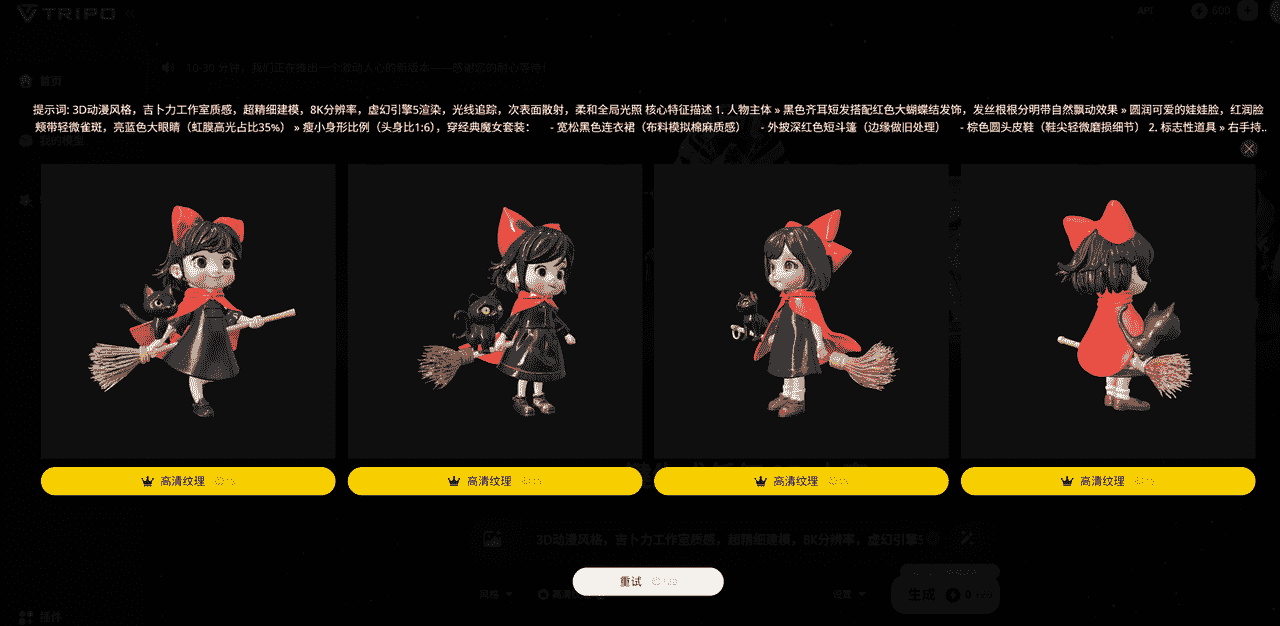 TRIPO
API
600
10-30 分钟，我们正在推出一个激动人心的新版本——感谢您的耐心等待！
首页
提示词: 3D动漫风格，吉卜力工作室质感，超精细建模，8K分辨率，虚幻引擎5渲染，光线追踪，次表面散射，柔和全局光照 核心特征描述 1. 人物主体 » 黑色齐耳短发搭配红色大蝴蝶结发饰，发丝根根分明带自然飘动效果 » 圆润可爱的娃娃脸，红润脸
颊带轻微雀斑，亮蓝色大眼睛（虹膜高光占比35%） » 瘦小身形比例（头身比1:6），穿经典魔女套装： - 宽松黑色连衣裙（布料模拟棉麻质感） - 外披深红色短斗篷（边缘做旧处理） - 棕色圆头皮鞋（鞋尖轻微磨损细节） 2. 标志性道具 » 右手持..
我的模型
高清纹理
高清纹理
高清纹理
高清纹理
3D动漫风格，吉卜力工作室质感，超精细建模，8K分辨率，虚幻引擎5
重试
风格
设置
生成
0
插件